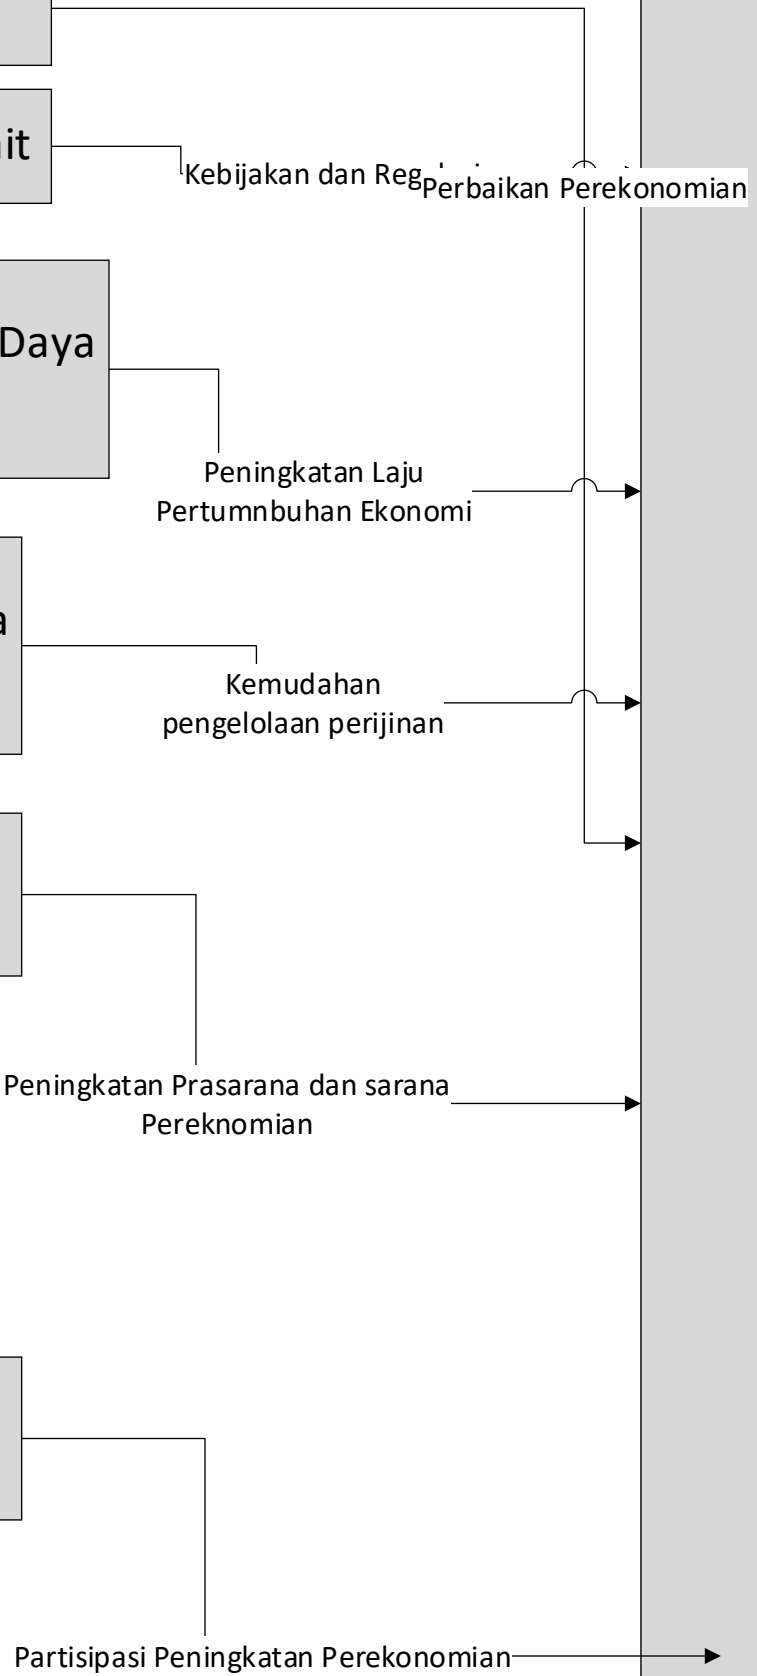 it
Kebijakan dan Reg
Perbaikan Perekonomian
Daya
Peningkatan Laju
Pertumnbuhan Ekonomi
a
Kemudahan
pengelolaan perijinan
Peningkatan Prasarana dan sarana
Pereknomian
Partisipasi Peningkatan Perekonomian